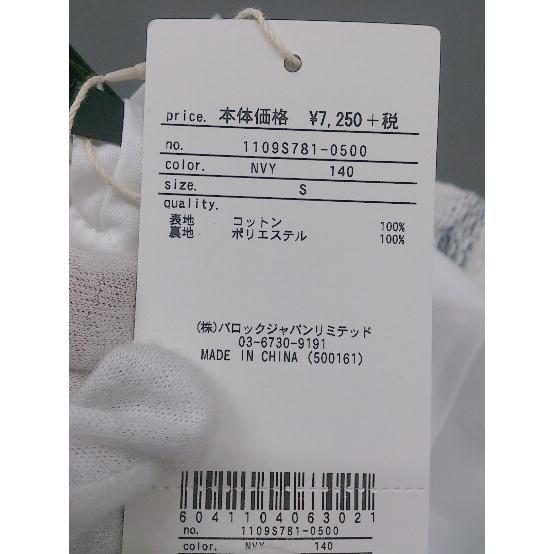 price. 本体価格 ¥7,250+税
no. 1109S781-0500
color. NVY 140
size. S
quality.
表地 コットン 100%
裏地 ポリエステル 100%
(株)バロックジャパンリミテッド
03-6730-9191
MADE IN CHINA (500161)
6041104063021
no. 1109S781-0500
color. NVY 140